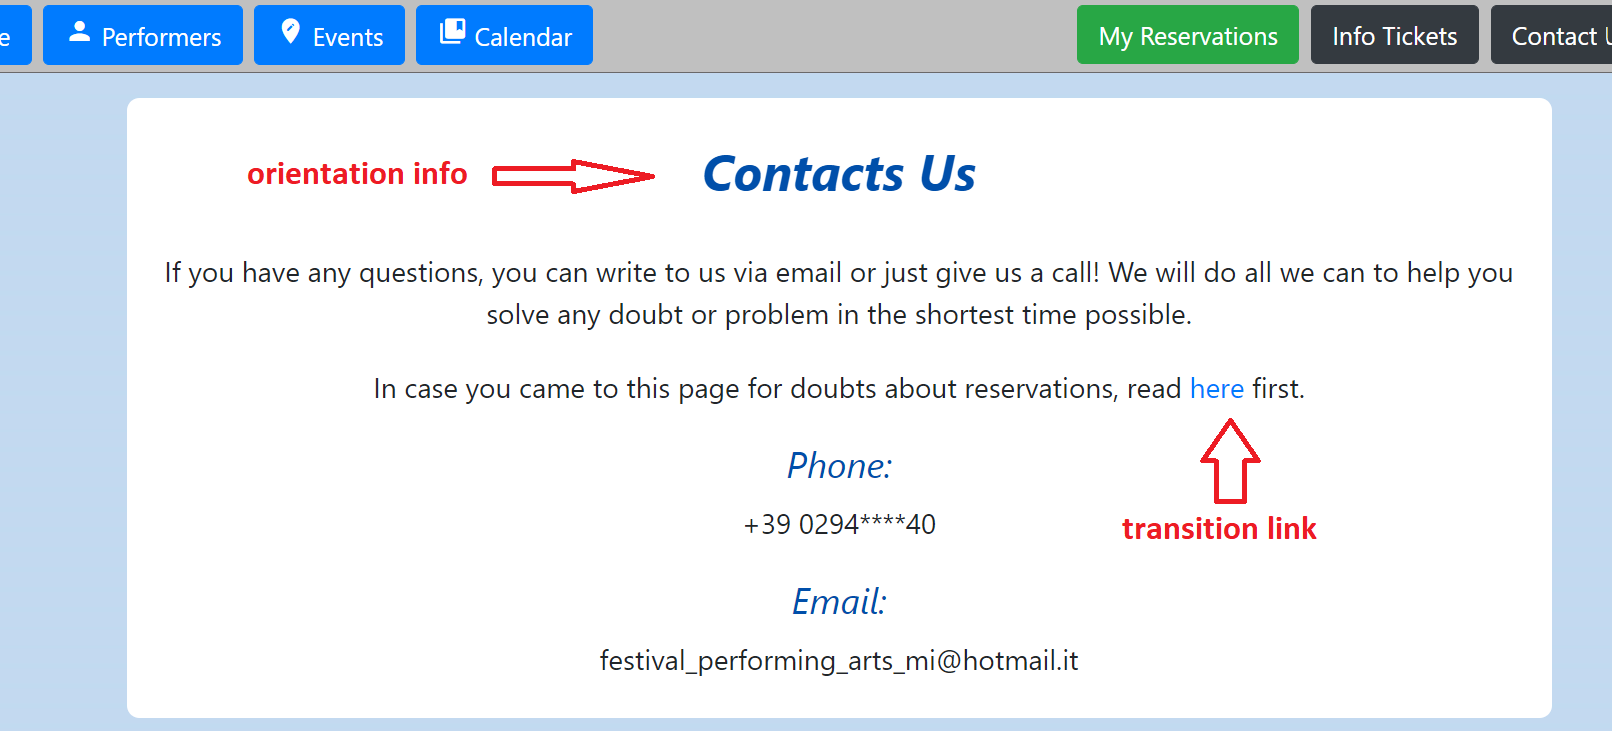 e Performers Events Calendar My Reservations Info Tickets Contact U
orientation info Contacts Us
If you have any questions, you can write to us via email or just give us a call! We will do all we can to help you
solve any doubt or problem in the shortest time possible.
In case you came to this page for doubts about reservations, read here first.
Phone:
+39 0294****40
transition link
Email:
festival_performing_arts_mi@hotmail.it